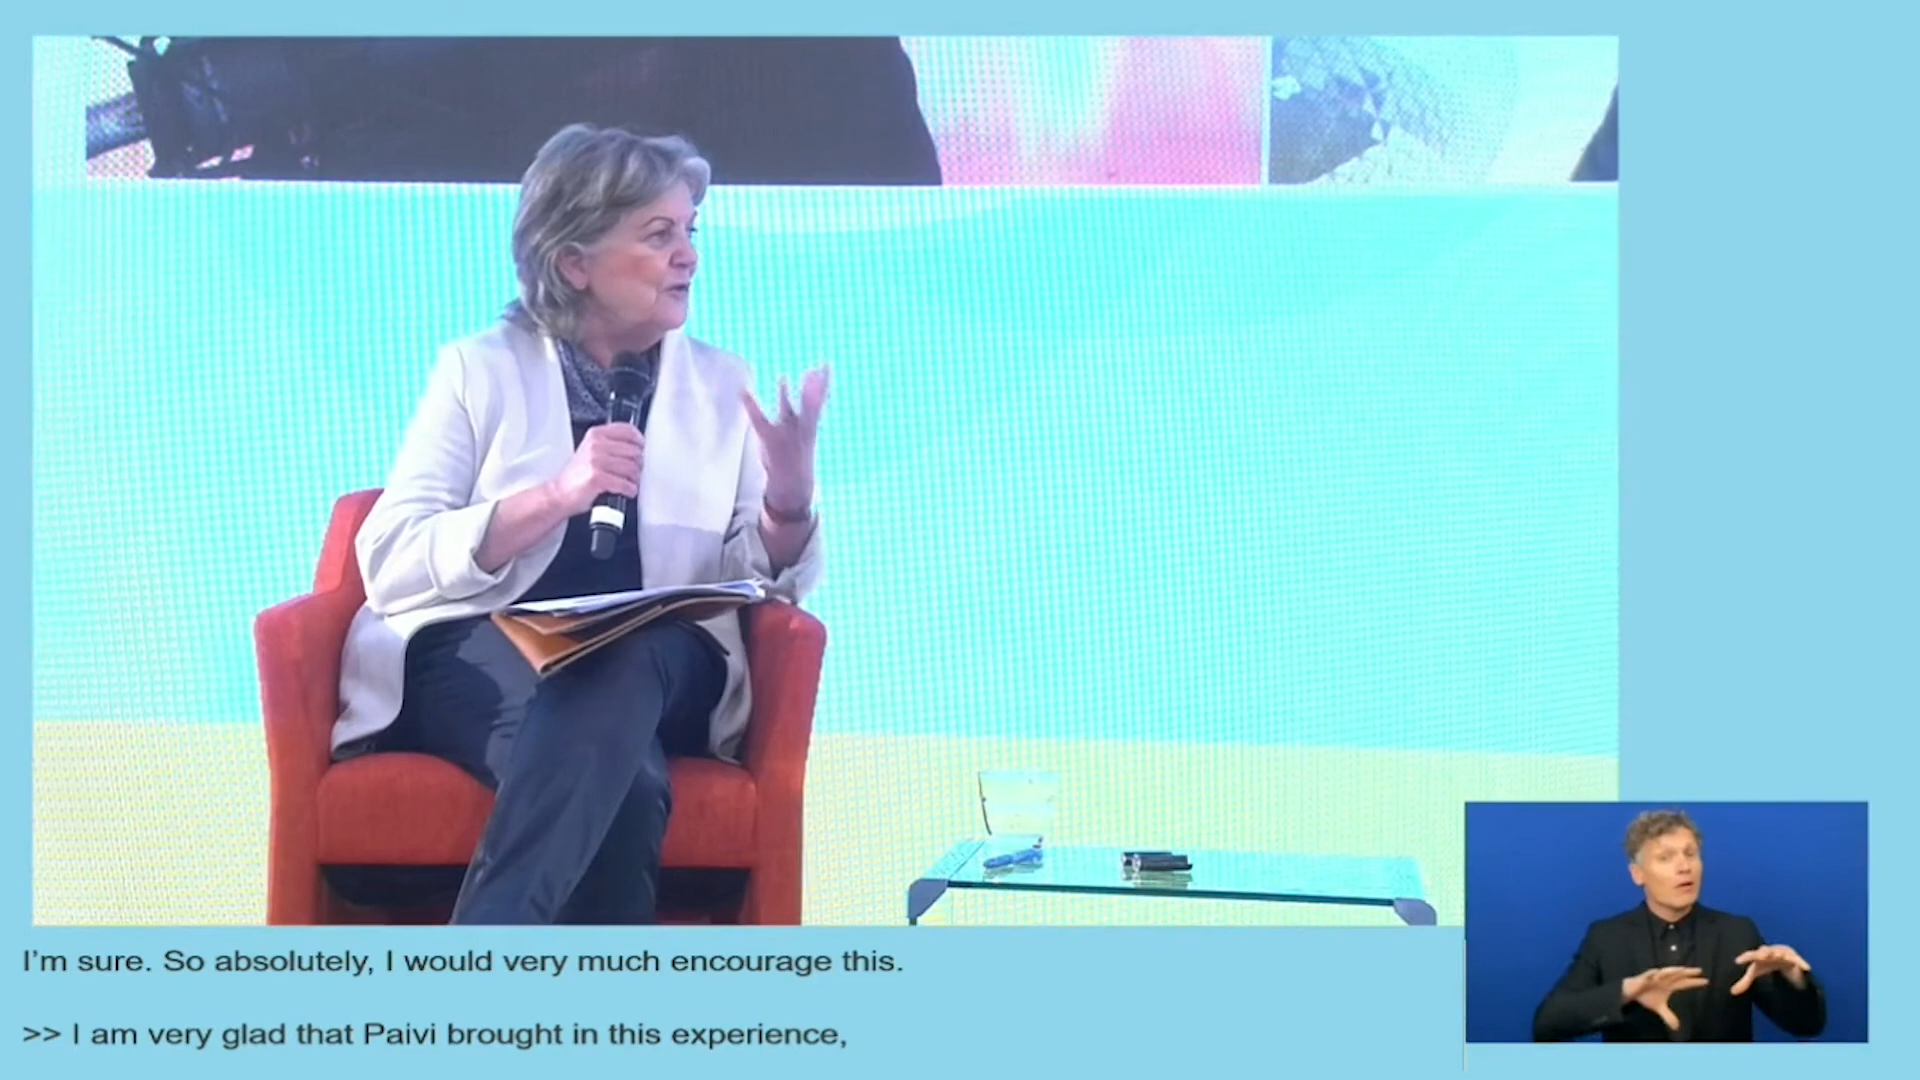 I'm sure. So absolutely, I would very much encourage this.
>> I am very glad that Paivi brought in this experience,